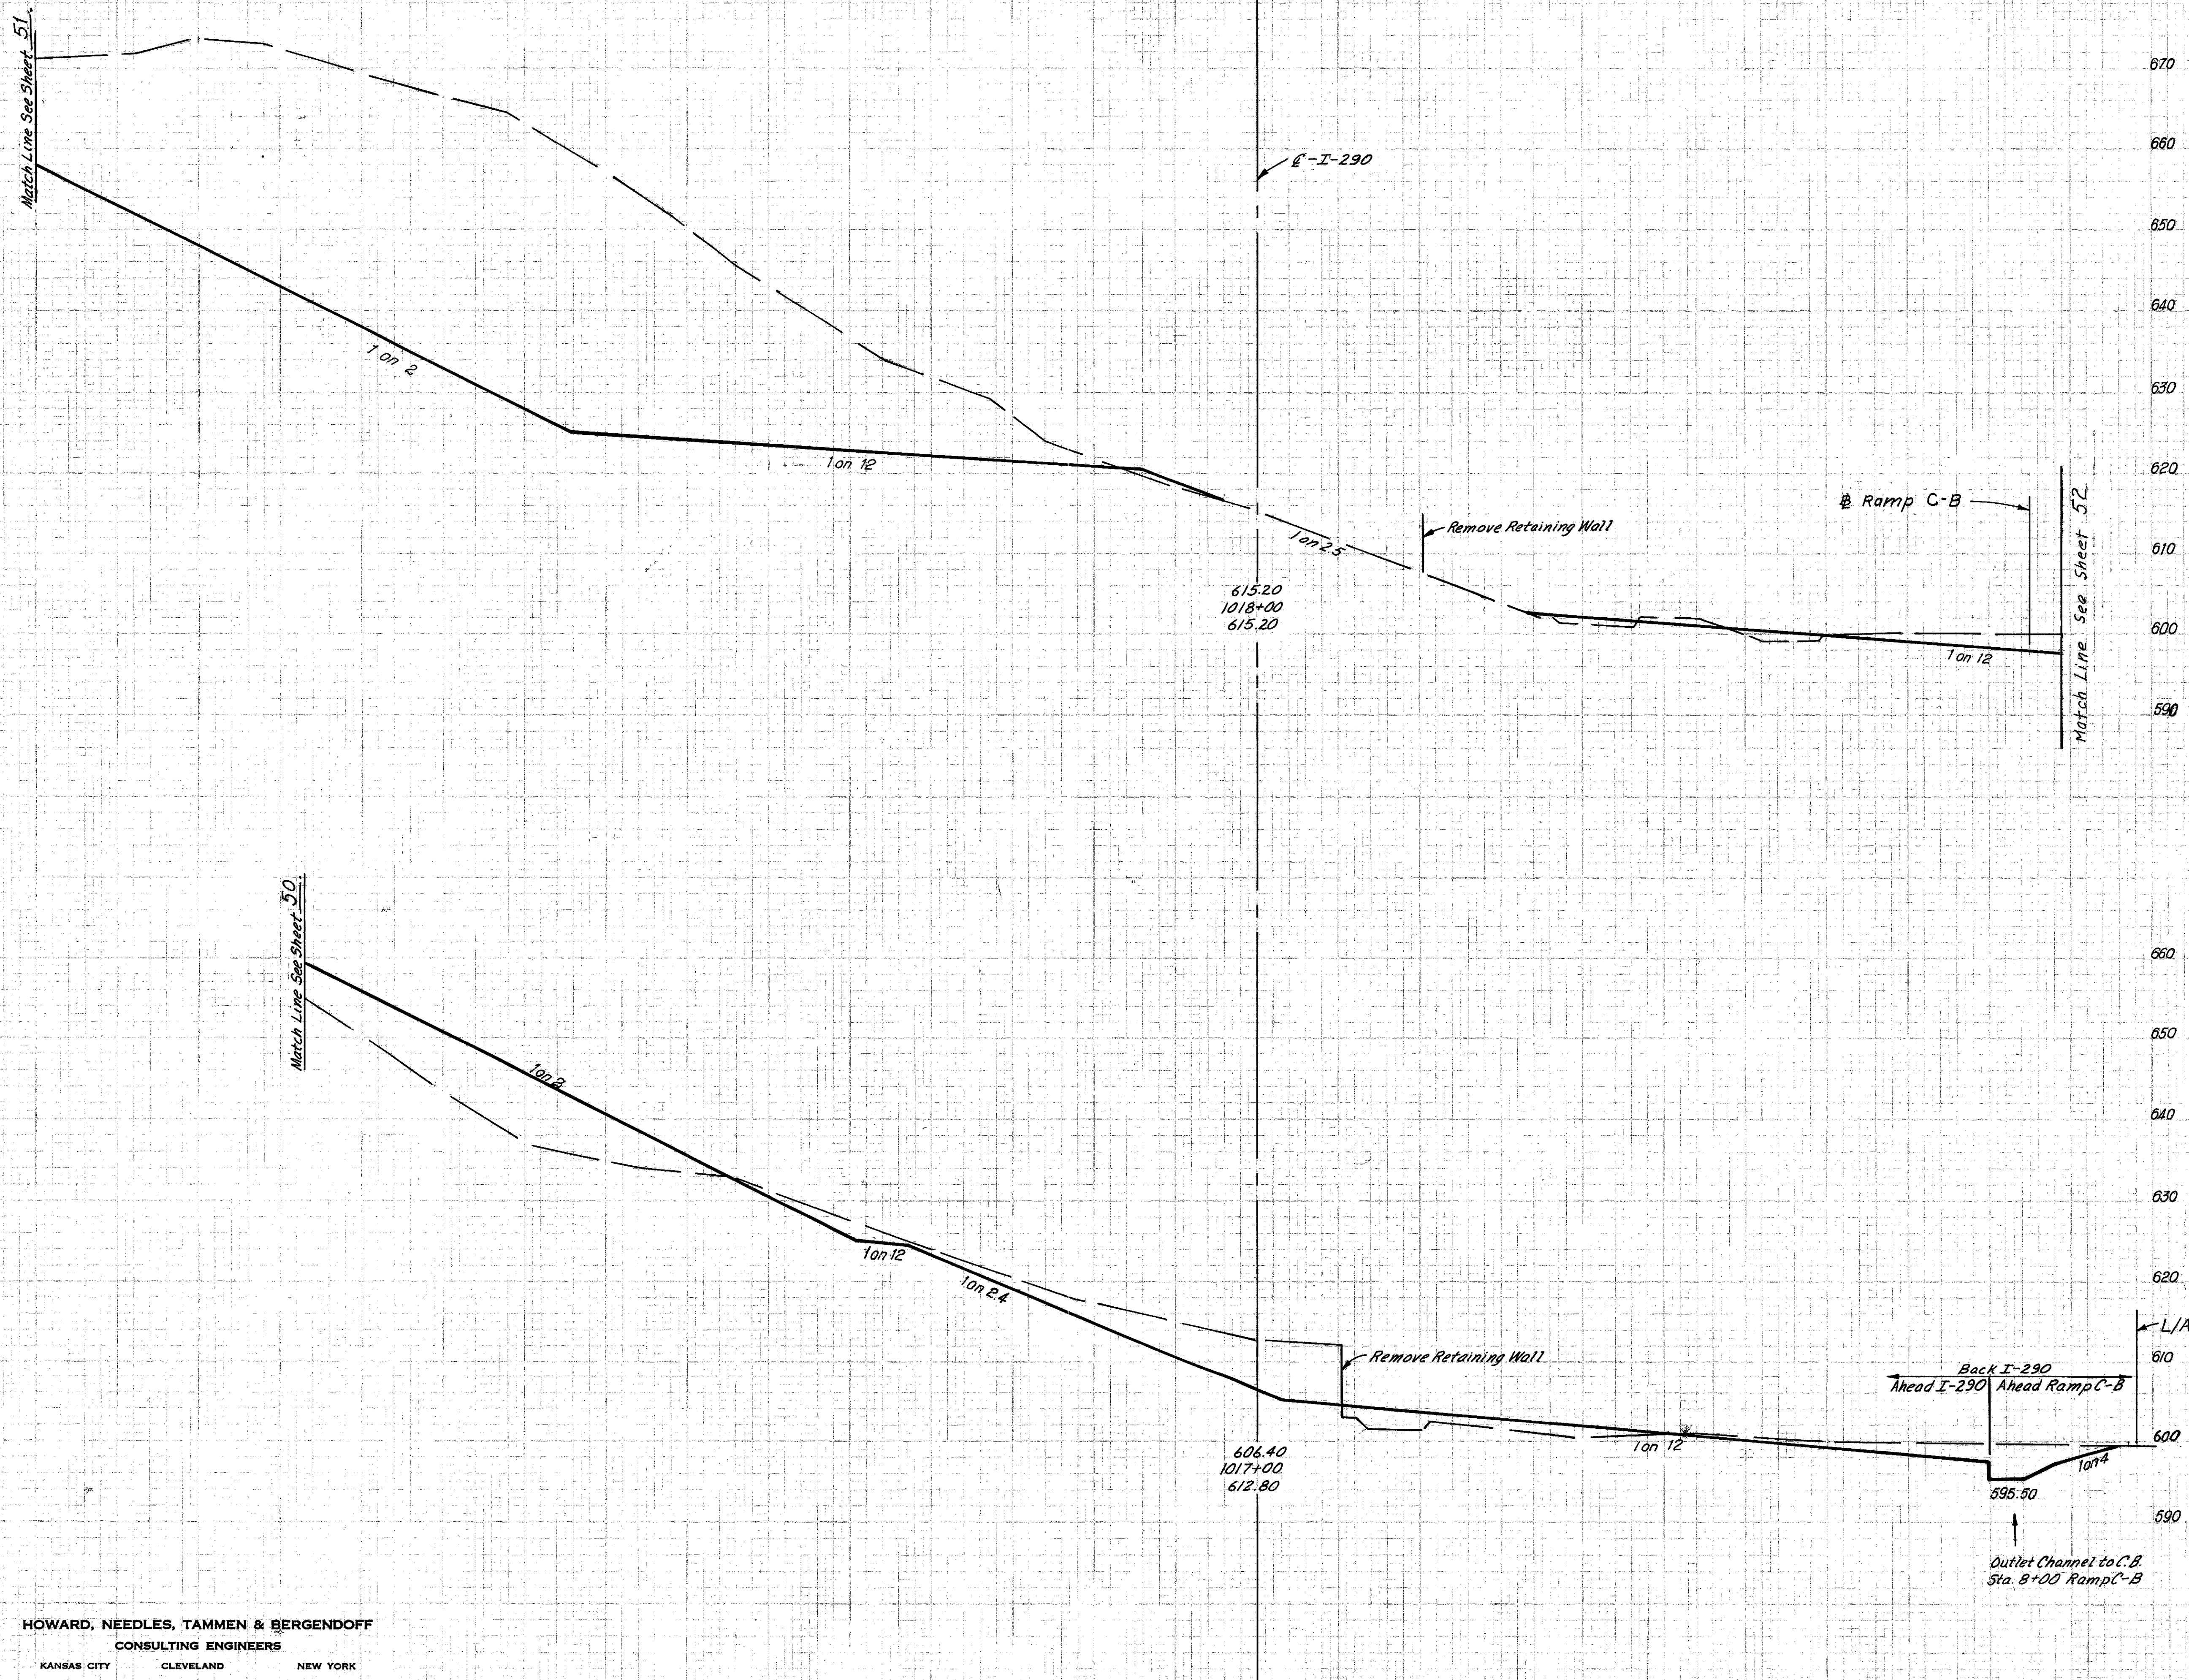 Match Line See Sheet 51.
670
660
650
640
630
620
610
600
590
℄-I-290
1 on 2
1 on 12
Remove Retaining Wall
1 on 2.5
615.20
1018+00
615.20
Ramp C-B
1 on 12
Match Line See Sheet 52
Match Line See Sheet 50.
660
650
640
630
620
610
600
590
1 on 2
1 on 12
1 on 2.4
Remove Retaining Wall
606.40
1017+00
612.80
1 on 12
L/A
Back I-290
Ahead I-290 Ahead Ramp C-B
1 on 4
595.50
Outlet Channel to C.B.
Sta. 8+00 Ramp C-B
HOWARD, NEEDLES, TAMMEN & BERGENDOFF
CONSULTING ENGINEERS
KANSAS CITY CLEVELAND NEW YORK